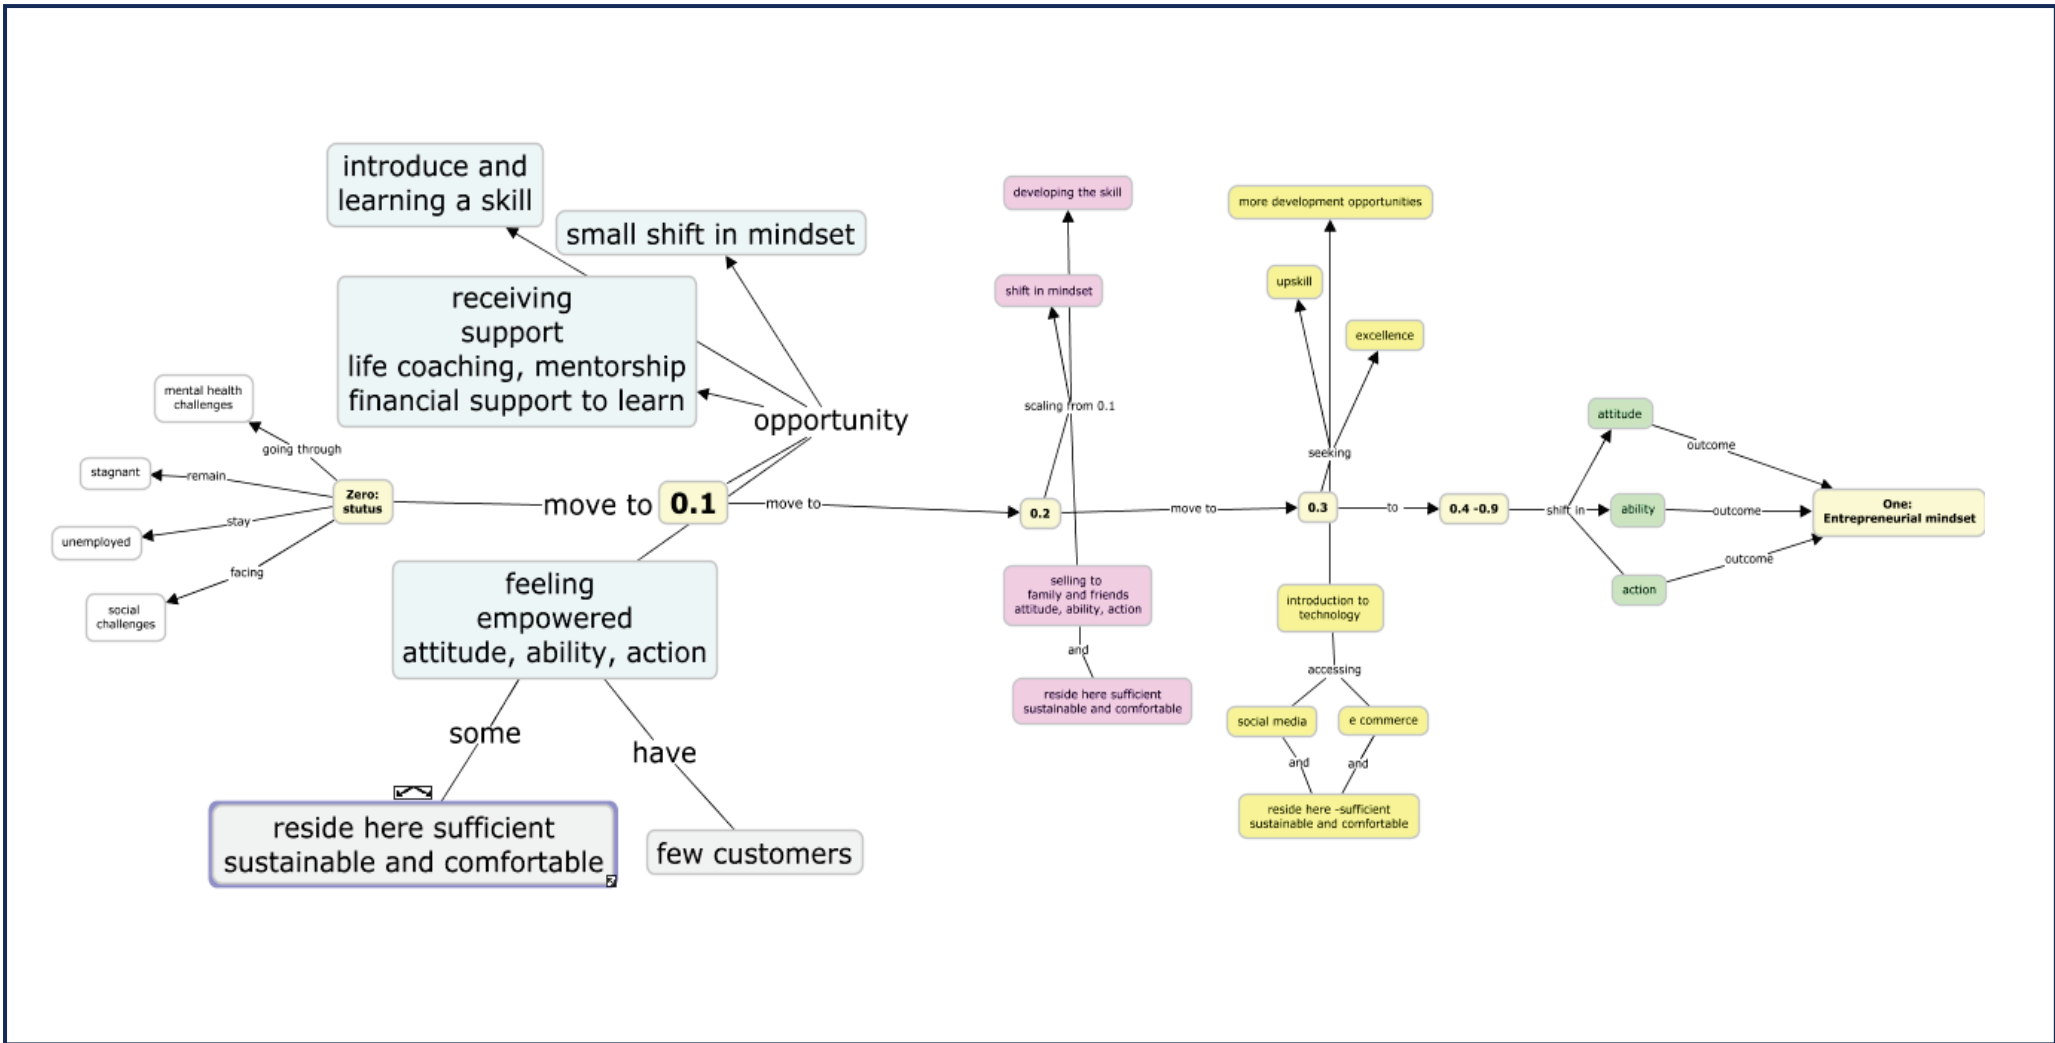 introduce and
learning a skill
small shift in mindset
receiving
support
life coaching, mentorship
financial support to learn
opportunity
mental health
challenges
going through
stagnant
remain
Zero:
stutus
stay
unemployed
facing
social
challenges
move to
0.1
move to
feeling
empowered
attitude, ability, action
some
have
reside here sufficient
sustainable and comfortable
few customers
developing the skill
shift in mindset
scaling from 0.1
0.2
move to
selling to
family and friends
attitude, ability, action
and
reside here sufficient
sustainable and comfortable
more development opportunities
upskill
excellence
seeking
0.3
to
introduction to
technology
accessing
social media
e commerce
and
and
reside here -sufficient
sustainable and comfortable
0.4 -0.9
shift in
attitude
ability
action
outcome
outcome
outcome
One:
Entrepreneurial mindset